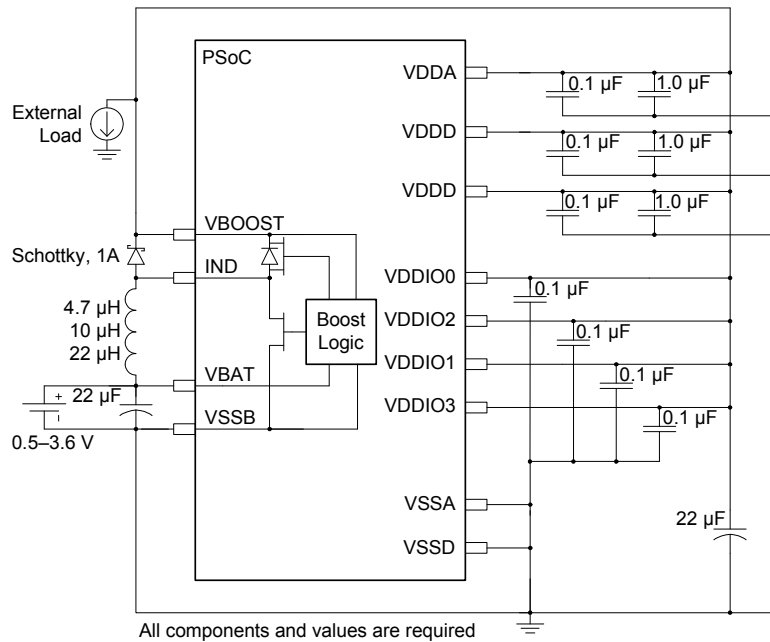 PSoC
VDDA
0.1 µF
1.0 µF
External
Load
VDDD
0.1 µF
1.0 µF
VDDD
0.1 µF
1.0 µF
VBOOST
Schottky, 1A
IND
VDDIO0
0.1 µF
4.7 µH
10 µH
22 µH
Boost
Logic
VDDIO2
0.1 µF
VDDIO1
0.1 µF
VBAT
22 µF
VDDIO3
0.1 µF
VSSB
0.5–3.6 V
VSSA
22 µF
VSSD
All components and values are required